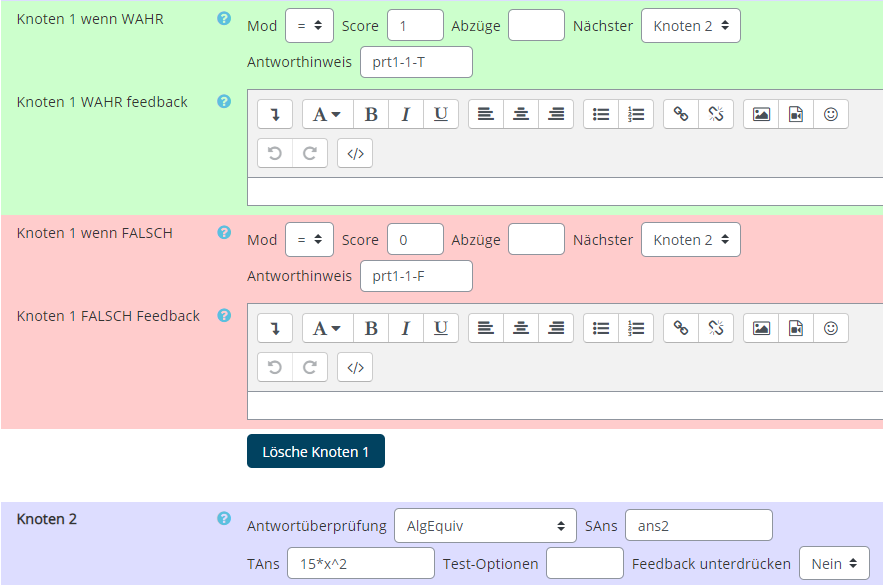 Knoten 1 wenn WAHR Mod = Score 1 Abzüge Nächster Knoten 2
Antworthinweis prt1-1-T
Knoten 1 WAHR feedback
A B I U
</>
Knoten 1 wenn FALSCH Mod = Score 0 Abzüge Nächster Knoten 2
Antworthinweis prt1-1-F
Knoten 1 FALSCH Feedback
A B I U
</>
Lösche Knoten 1
Knoten 2 Antwortüberprüfung AlgEquiv SAns ans2
TAns 15*x^2 Test-Optionen Feedback unterdrücken Nein